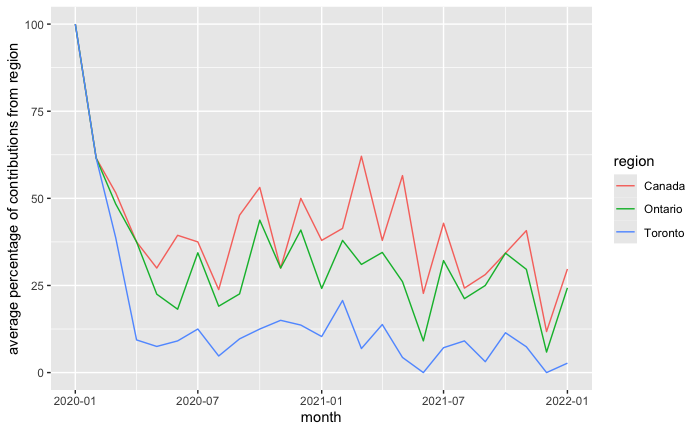 average percentage of contributions from region
100
75
50
25
0
2020-01
2020-07
2021-01
2021-07
2022-01
month
region
Canada
Ontario
Toronto